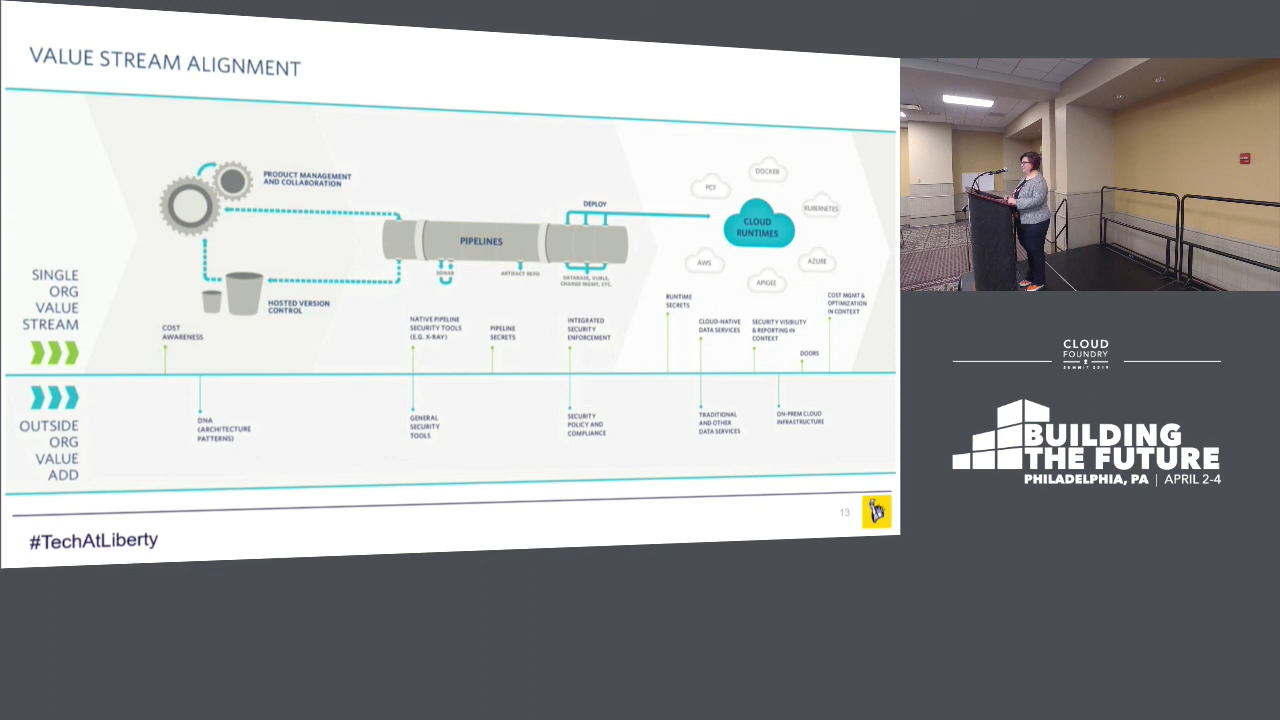 VALUE STREAM ALIGNMENT
PRODUCT MANAGEMENT
AND COLLABORATION
HOSTED VERSION
CONTROL
PIPELINES
SONAR
ARTIFACT REPO
DATABASE, VURLS,
CHANGE MGMT, ETC.
DEPLOY
CLOUD
RUNTIMES
PCF
DOCKER
KUBERNETES
AWS
APIGEE
AZURE
SINGLE
ORG
VALUE
STREAM
COST
AWARENESS
NATIVE PIPELINE
SECURITY TOOLS
(E.G. X-RAY)
PIPELINE
SECRETS
INTEGRATED
SECURITY
ENFORCEMENT
RUNTIME
SECRETS
CLOUD-NATIVE
DATA SERVICES
SECURITY VISIBILITY
& REPORTING IN
CONTEXT
DOORS
COST MGMT &
OPTIMIZATION
IN CONTEXT
OUTSIDE
ORG
VALUE
ADD
DNA
(ARCHITECTURE
PATTERNS)
GENERAL
SECURITY
TOOLS
SECURITY
POLICY AND
COMPLIANCE
TRADITIONAL
AND OTHER
DATA SERVICES
ON-PREM CLOUD
INFRASTRUCTURE
13
#TechAtLiberty
CLOUD
FOUNDRY
SUMMIT 2019
BUILDING
THE FUTURE
PHILADELPHIA, PA | APRIL 2-4